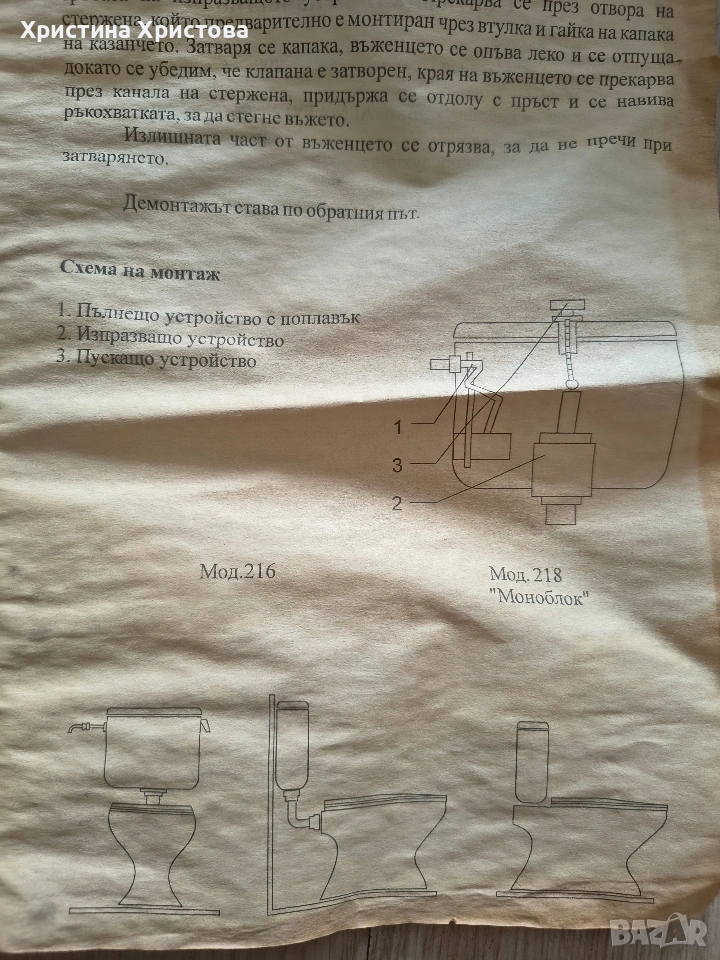 се през отвора на
стержена, който предварително е монтиран чрез втулка и гайка на капака
Христина Христова
на казанчето. Затваря се капака, въженцето се опъва леко и се отпуща
докато се убедим, че клапана е затворен, края на въженцето се прекарва
през канала на стержена, придържа се отдолу с пръст и се навива
ръкохватката, за да стегне въжето.
Излишната част от въженцето се отрязва, за да не пречи при
затварянето.
Демонтажът става по обратния път.
Схема на монтаж
1. Пълнещо устройство с поплавък
2. Изпразващо устройство
3. Пускащо устройство
1
3
2
Мод.216
Мод. 218
"Моноблок"
BAZAR